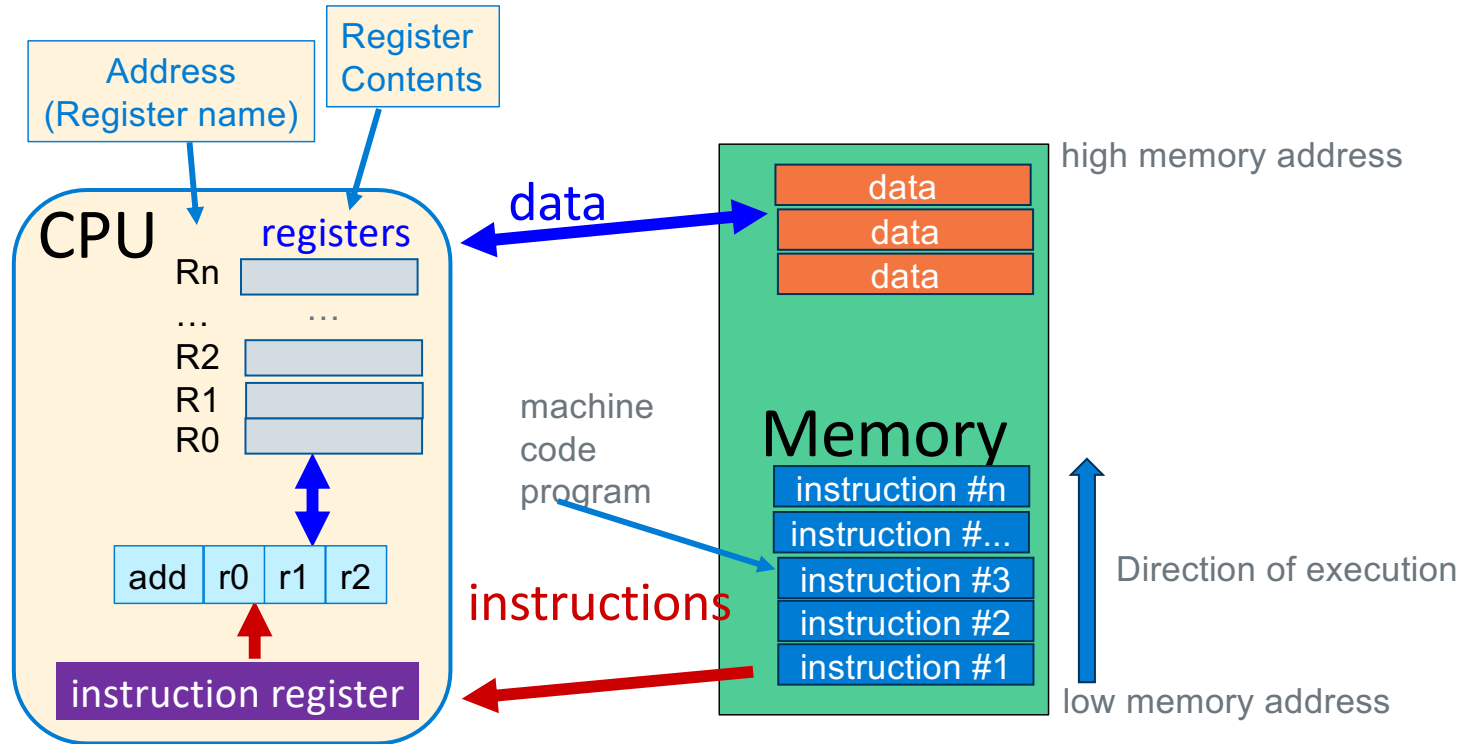 Address
(Register name)
Register
Contents
CPU
registers
Rn
...
...
R2
R1
R0
add
r0
r1
r2
instruction register
data
instructions
machine
code
program
data
data
data
Memory
instruction #n
instruction #...
instruction #3
instruction #2
instruction #1
high memory address
Direction of execution
low memory address